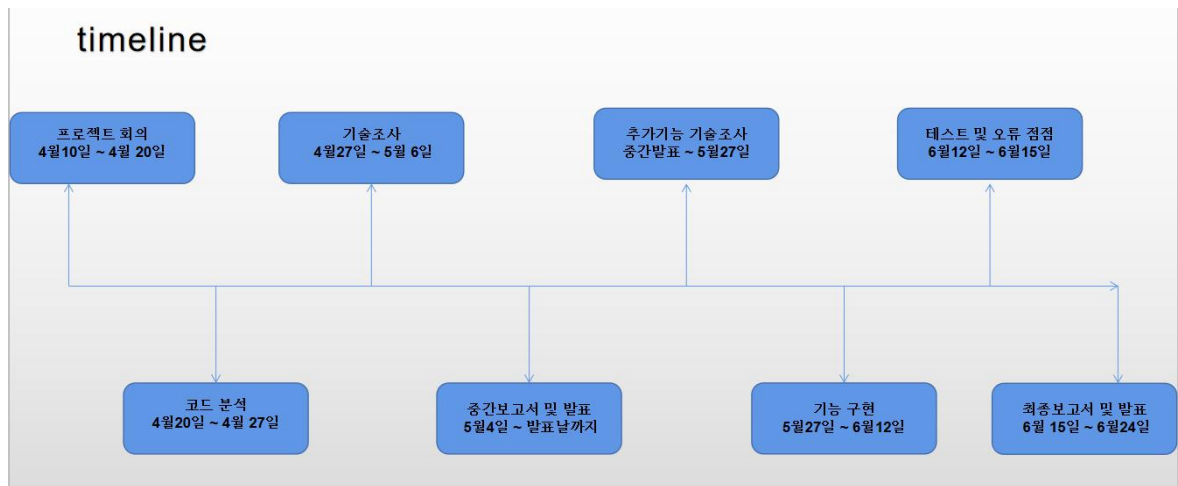 timeline
프로젝트 회의
4월10일 ~ 4월 20일
기술조사
4월27일 ~ 5월 6일
추가기능 기술조사
중간발표 ~ 5월27일
테스트 및 오류 점점
6월12일 ~ 6월15일
코드 분석
4월20일 ~ 4월 27일
중간보고서 및 발표
5월4일 ~ 발표날까지
기능 구현
5월27일 ~ 6월12일
최종보고서 및 발표
6월 15일 ~ 6월24일